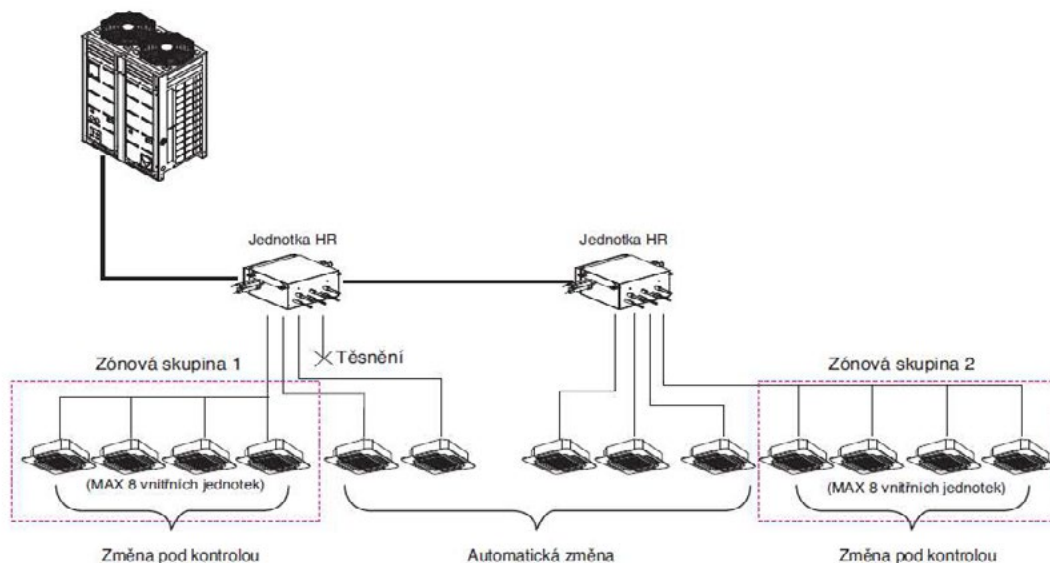 Jednotka HR
Jednotka HR
Těsnění
Zónová skupina 1
Zónová skupina 2
(MAX 8 vnitřních jednotek)
(MAX 8 vnitřních jednotek)
Změna pod kontrolou
Automatická změna
Změna pod kontrolou